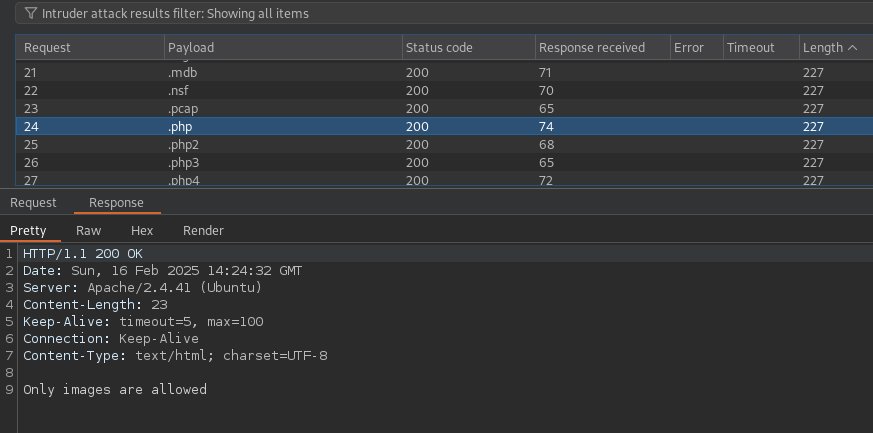 Intruder attack results filter: Showing all items
Request Payload Status code Response received Error Timeout Length
21 .mdb 200 71 227
22 .nsf 200 70 227
23 .pcap 200 65 227
24 .php 200 74 227
25 .php2 200 68 227
26 .php3 200 65 227
27 .php4 200 72 227
Request Response
Pretty Raw Hex Render
1 HTTP/1.1 200 OK
2 Date: Sun, 16 Feb 2025 14:24:32 GMT
3 Server: Apache/2.4.41 (Ubuntu)
4 Content-Length: 23
5 Keep-Alive: timeout=5, max=100
6 Connection: Keep-Alive
7 Content-Type: text/html; charset=UTF-8
8
9 Only images are allowed